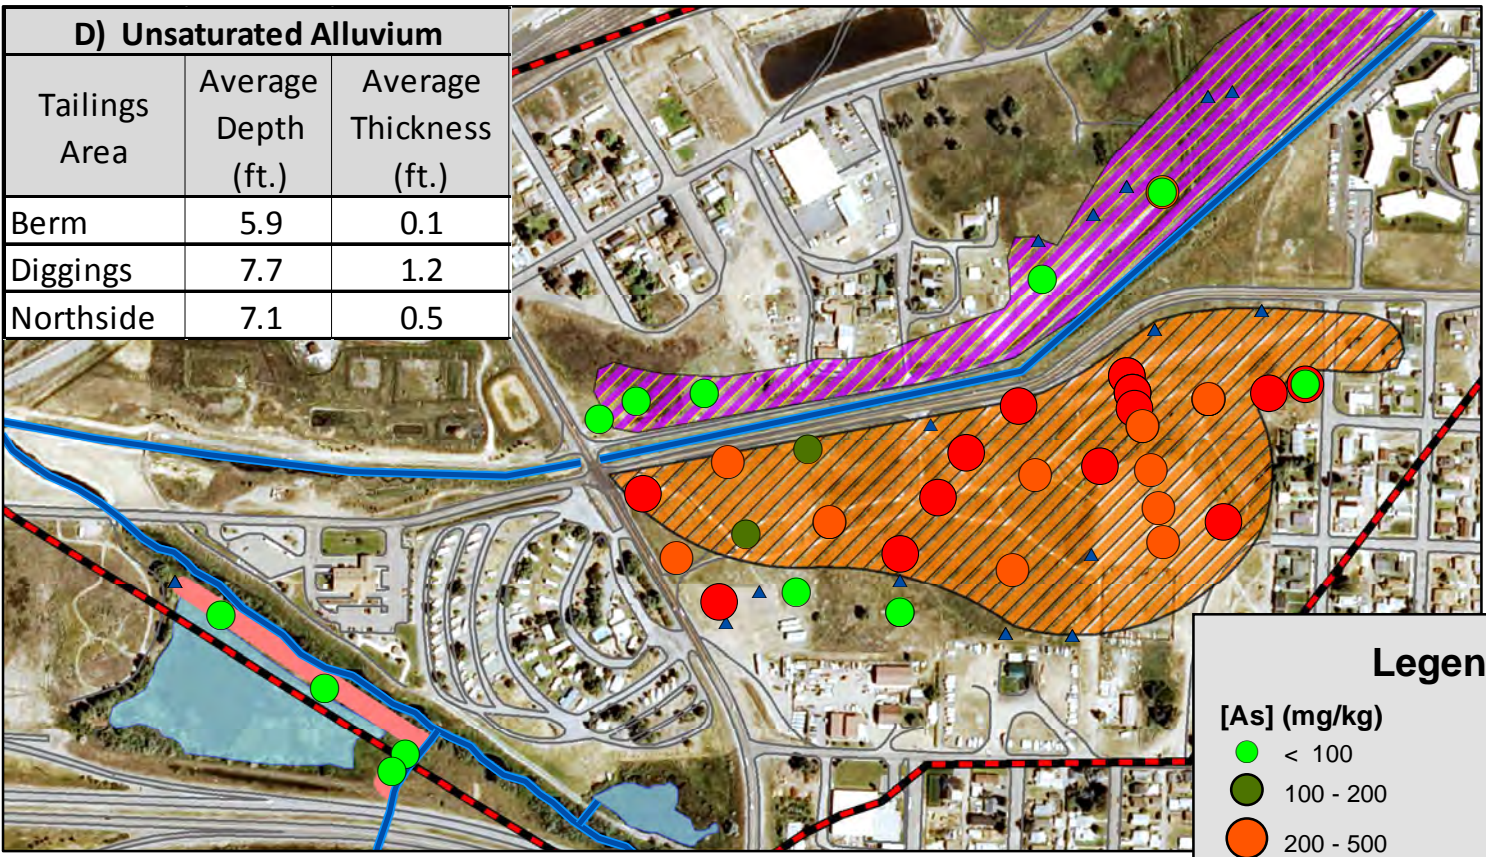 D) Unsaturated Alluvium
Tailings Area Average Depth (ft.) Average Thickness (ft.)
Berm 5.9 0.1
Diggings 7.7 1.2
Northside 7.1 0.5
Legen
[As] (mg/kg)
< 100
100 - 200
200 - 500